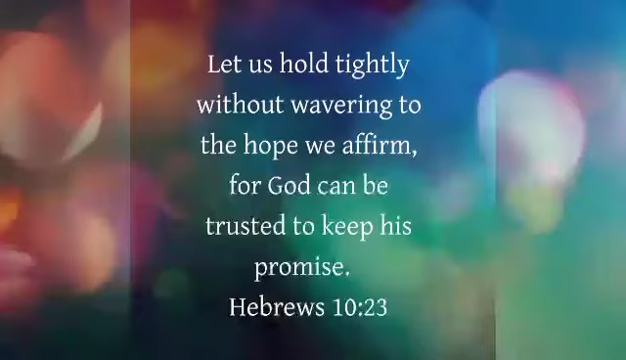 Let us hold tightly
without wavering to
the hope we affirm,
for God can be
trusted to keep his
promise.
Hebrews 10:23